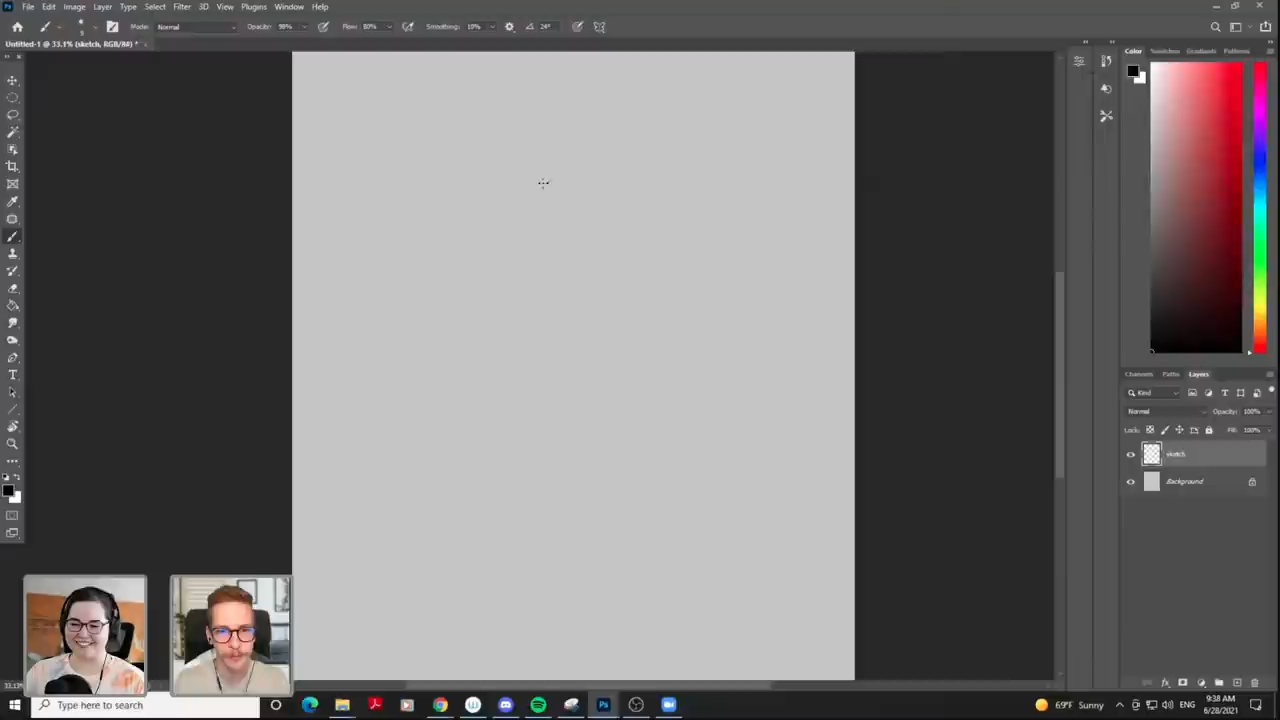 File Edit Image Layer Type Select Filter 3D View Plugins Window Help
Mode: Normal Opacity: 98% Flow: 80% Smoothing: 10% 24°
Untitled-1 @ 33.1% (sketch, RGB/8#) *
Color Swatches Gradients Patterns
Channels Paths Layers
Kind
Normal Opacity: 100%
Lock: Fill: 100%
sketch
Background
Type here to search
69°F Sunny ENG 9:38 AM
6/28/2021